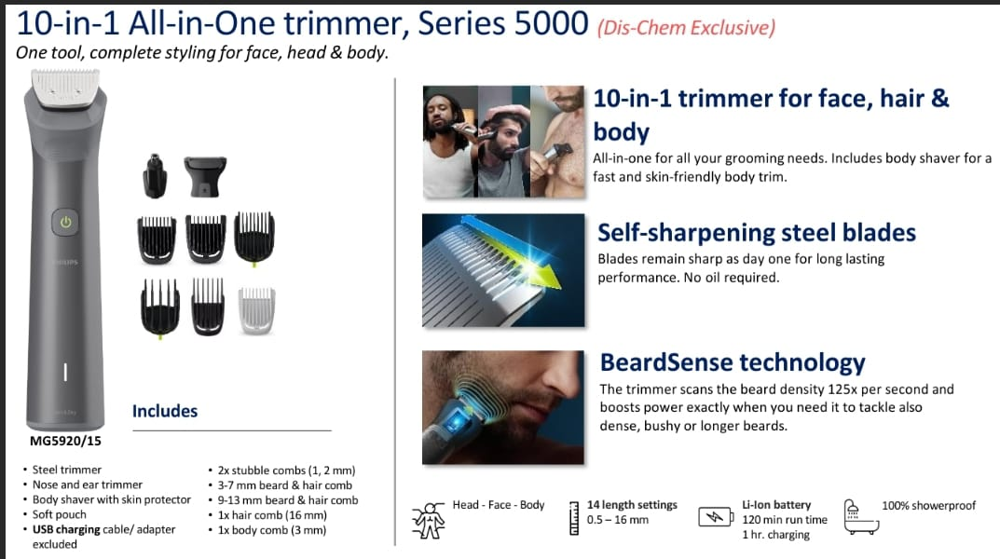 10-in-1 All-in-One trimmer, Series 5000 (Dis-Chem Exclusive)
One tool, complete styling for face, head & body.
PHILIPS
MG5920/15
Includes
• Steel trimmer
• Nose and ear trimmer
• Body shaver with skin protector
• Soft pouch
• USB charging cable/ adapter
excluded
• 2x stubble combs (1, 2 mm)
• 3-7 mm beard & hair comb
• 9-13 mm beard & hair comb
• 1x hair comb (16 mm)
• 1x body comb (3 mm)
10-in-1 trimmer for face, hair &
body
All-in-one for all your grooming needs. Includes body shaver for a
fast and skin-friendly body trim.
Self-sharpening steel blades
Blades remain sharp as day one for long lasting
performance. No oil required.
BeardSense technology
The trimmer scans the beard density 125x per second and
boosts power exactly when you need it to tackle also
dense, bushy or longer beards.
Head - Face - Body
14 length settings
0.5 – 16 mm
Li-Ion battery
120 min run time
1 hr. charging
100% showerproof